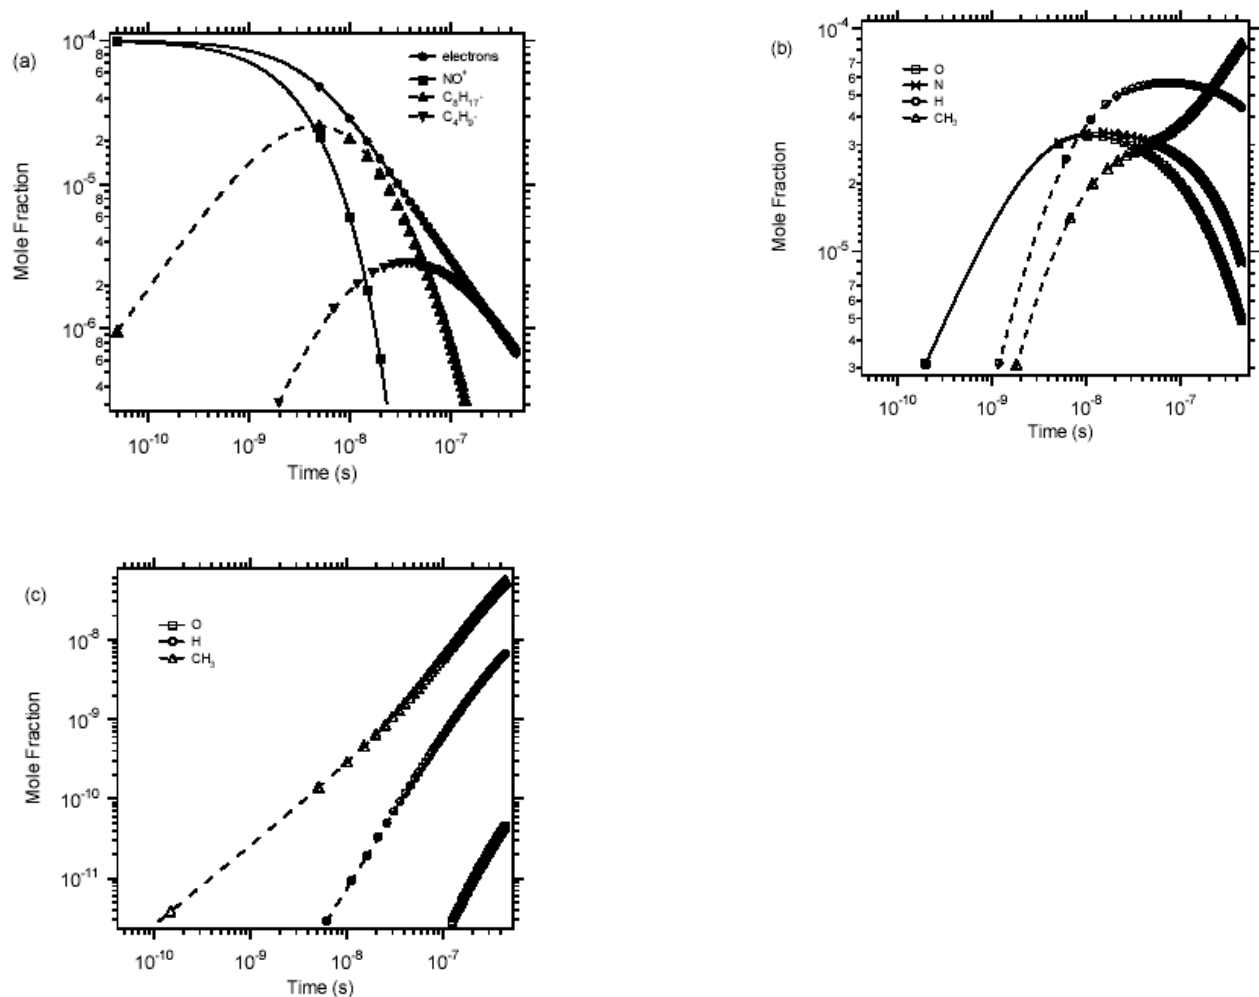 (a)
Mole Fraction
10⁻⁴
8
6
4
2
10⁻⁵
8
6
4
2
10⁻⁶
8
6
4
electrons
NO⁺
C₈H₁₇·
C₄H₉·
10⁻¹⁰ 10⁻⁹ 10⁻⁸ 10⁻⁷
Time (s)
(b)
Mole Fraction
10⁻⁴
7
6
5
4
3
2
10⁻⁵
7
6
5
4
3
O
N
H
CH₃
10⁻¹⁰ 10⁻⁹ 10⁻⁸ 10⁻⁷
Time (s)
(c)
Mole Fraction
10⁻⁸
10⁻⁹
10⁻¹⁰
10⁻¹¹
O
H
CH₃
10⁻¹⁰ 10⁻⁹ 10⁻⁸ 10⁻⁷
Time (s)